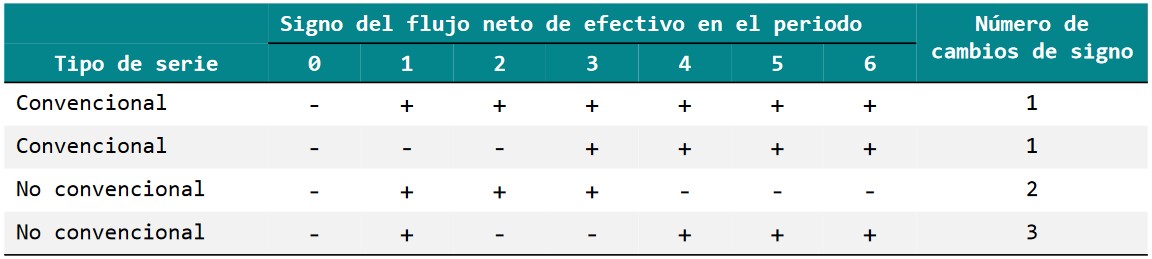 Signo del flujo neto de efectivo en el periodo
Número de
cambios de signo
Tipo de serie 0 1 2 3 4 5 6
Convencional - + + + + + + 1
Convencional - - - + + + + 1
No convencional - + + + - - - 2
No convencional - + - - + + + 3